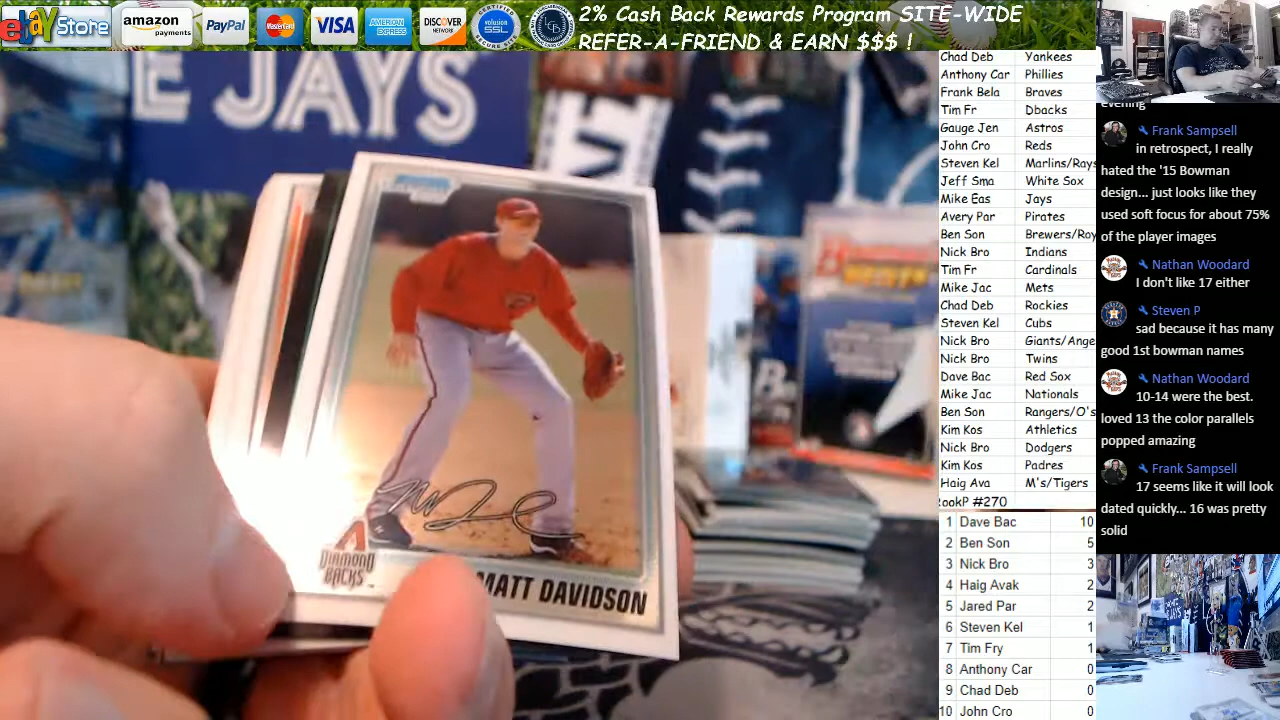 ebay Store
amazon
payments
PayPal
MasterCard
VISA
AMERICAN
EXPRESS
DISCOVER
NETWORK
CERTIFIED
volusion
SSL
SECURE SITE
2% Cash Back Rewards Program SITE-WIDE
REFER-A-FRIEND & EARN $$$ !
E JAYS
MATT DAVIDSON
DIAMOND
BACKS
Chad Deb Yankees
Anthony Car Phillies
Frank Bela Braves
Tim Fr Dbacks
Gauge Jen Astros
John Cro Reds
Steven Kel Marlins/Rays
Jeff Sma White Sox
Mike Eas Jays
Avery Par Pirates
Ben Son Brewers/Roy
Nick Bro Indians
Tim Fr Cardinals
Mike Jac Mets
Chad Deb Rockies
Steven Kel Cubs
Nick Bro Giants/Ange
Nick Bro Twins
Dave Bac Red Sox
Mike Jac Nationals
Ben Son Rangers/O's
Kim Kos Athletics
Nick Bro Dodgers
Kim Kos Padres
Haig Ava M's/Tigers
RookP #270
1 Dave Bac 10
2 Ben Son 5
3 Nick Bro 3
4 Haig Avak 2
5 Jared Par 2
6 Steven Kel 1
7 Tim Fry 1
8 Anthony Car 0
9 Chad Deb 0
10 John Cro 0
evening
Frank Sampsell
in retrospect, I really
hated the '15 Bowman
design... just looks like they
used soft focus for about 75%
of the player images
Nathan Woodard
I don't like 17 either
Steven P
sad because it has many
good 1st bowman names
Nathan Woodard
10-14 were the best.
loved 13 the color parallels
popped amazing
Frank Sampsell
17 seems like it will look
dated quickly... 16 was pretty
solid